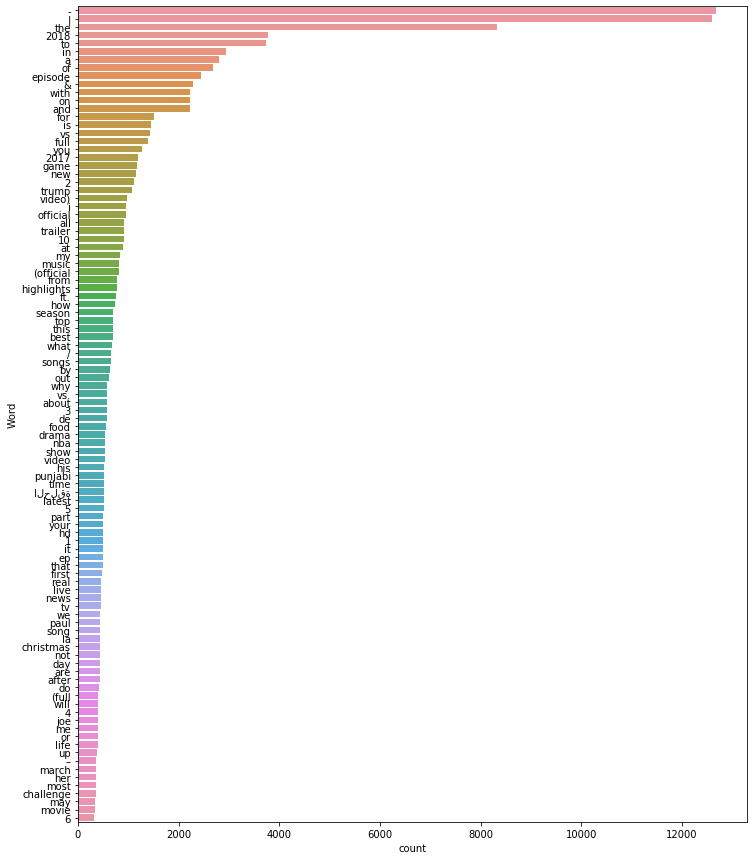 -
|
the
2018
to
in
a
of
episode
&
with
on
and
for
is
vs
full
you
2017
game
new
2
trump
video)
i
official
all
trailer
10
at
my
music
(official
from
highlights
ft.
how
season
top
this
best
what
/
songs
by
out
why
vs.
about
3
de
food
drama
nba
show
video
his
punjabi
time
الحلقة
latest
5
part
your
hd
1
it
ep
that
first
real
live
news
tv
we
paul
song
la
christmas
not
day
are
after
do
(full
will
4
joe
me
or
life
up
–
march
her
most
challenge
may
movie
6
Word
0 2000 4000 6000 8000 10000 12000
count